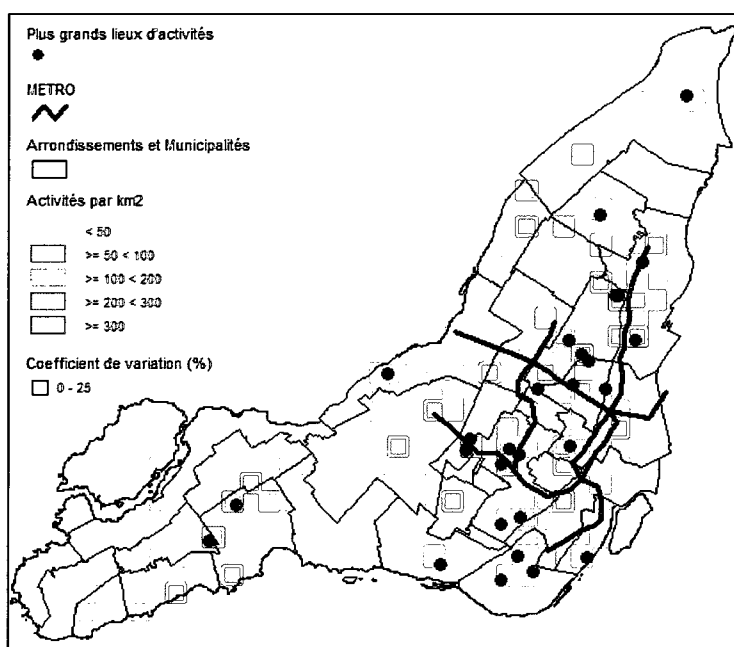 Plus grands lieux d'activités
METRO
Arrondissements et Municipalités
Activités par km2
< 50
>= 50 < 100
>= 100 < 200
>= 200 < 300
>= 300
Coefficient de variation (%)
0 - 25